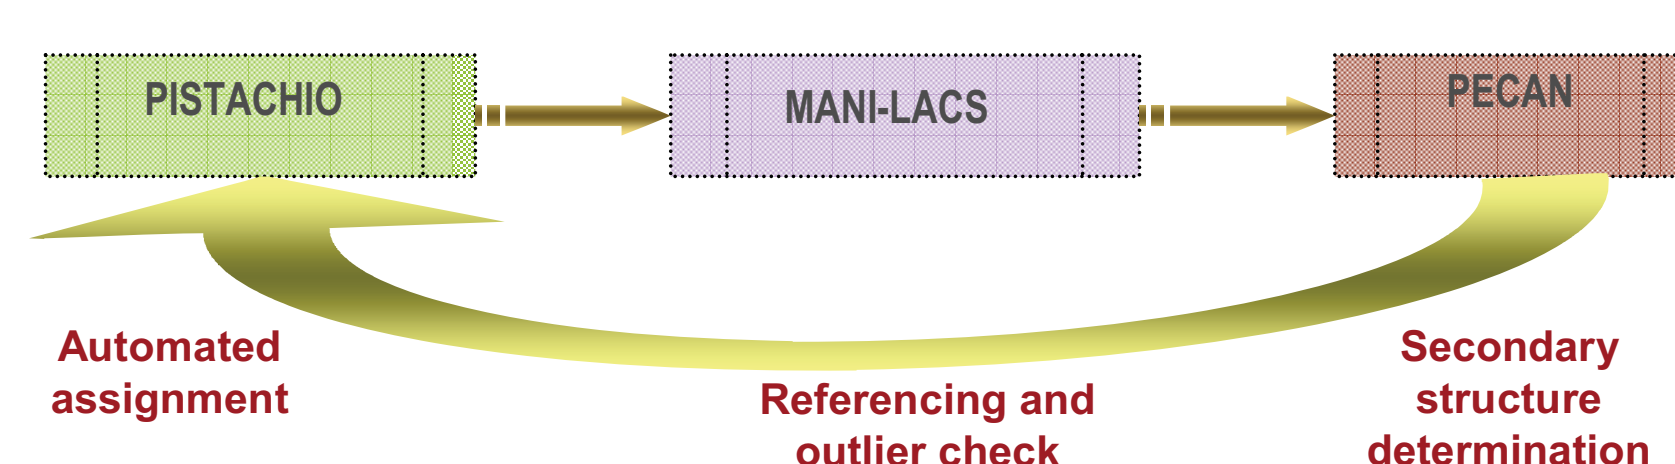 PISTACHIO
MANI-LACS
PECAN
Automated
assignment
Referencing and
outlier check
Secondary
structure
determination